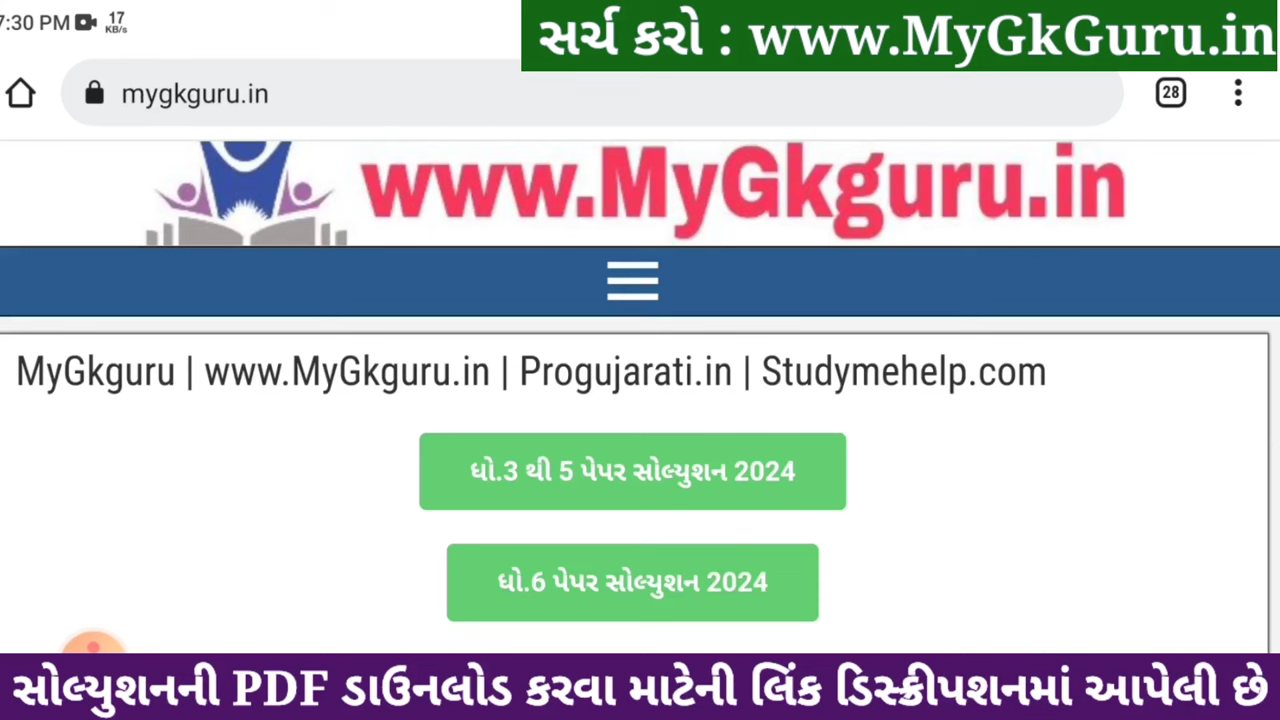 7:30 PM 17 KB/s
સર્ચ કરો : www.MyGkGuru.in
mygkguru.in 28
www.MyGkguru.in
MyGkguru | www.MyGkguru.in | Progujarati.in | Studymehelp.com
ધો.3 થી 5 પેપર સોલ્યુશન 2024
ધો.6 પેપર સોલ્યુશન 2024
સોલ્યુશનની PDF ડાઉનલોડ કરવા માટેની લિંક ડિસ્ક્રીપશનમાં આપેલી છે